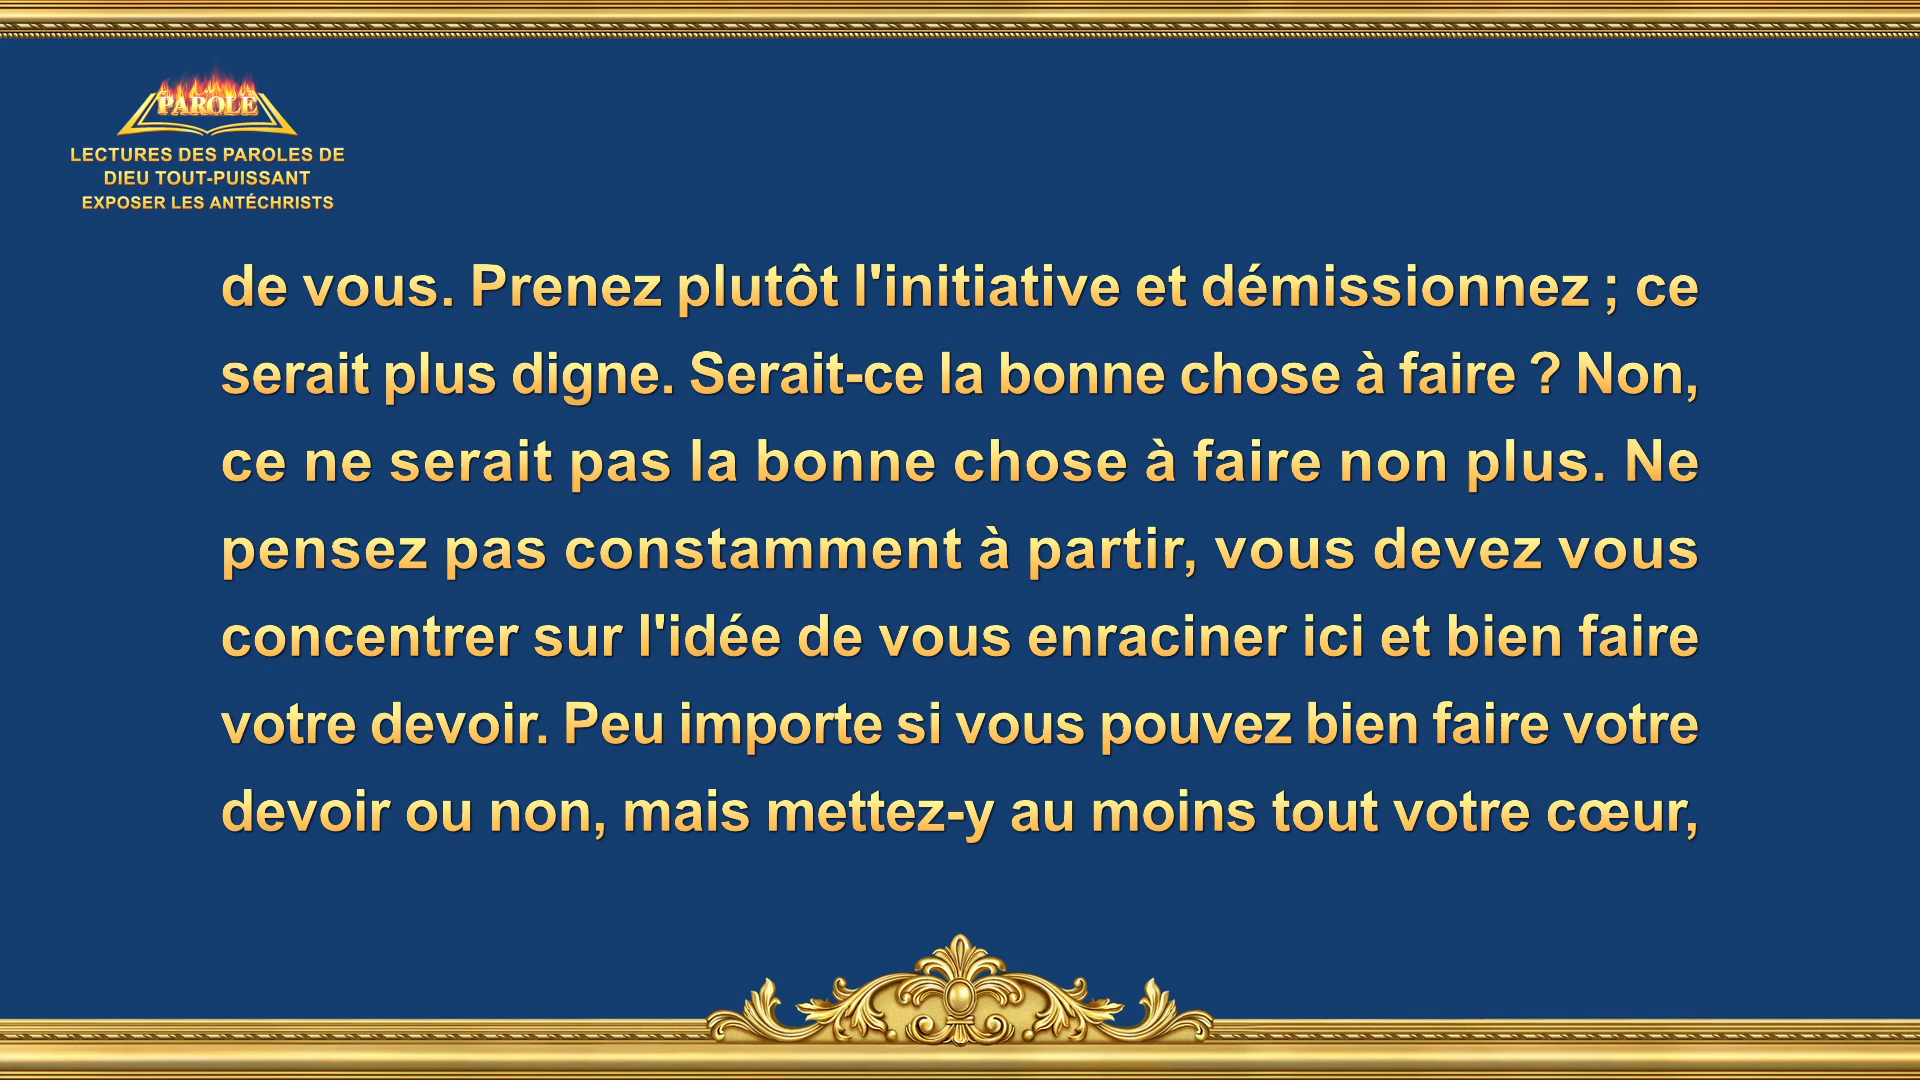 PAROLE
LECTURES DES PAROLES DE
DIEU TOUT-PUISSANT
EXPOSER LES ANTÉCHRISTS
de vous. Prenez plutôt l'initiative et démissionnez ; ce
serait plus digne. Serait-ce la bonne chose à faire ? Non,
ce ne serait pas la bonne chose à faire non plus. Ne
pensez pas constamment à partir, vous devez vous
concentrer sur l'idée de vous enraciner ici et bien faire
votre devoir. Peu importe si vous pouvez bien faire votre
devoir ou non, mais mettez-y au moins tout votre cœur,